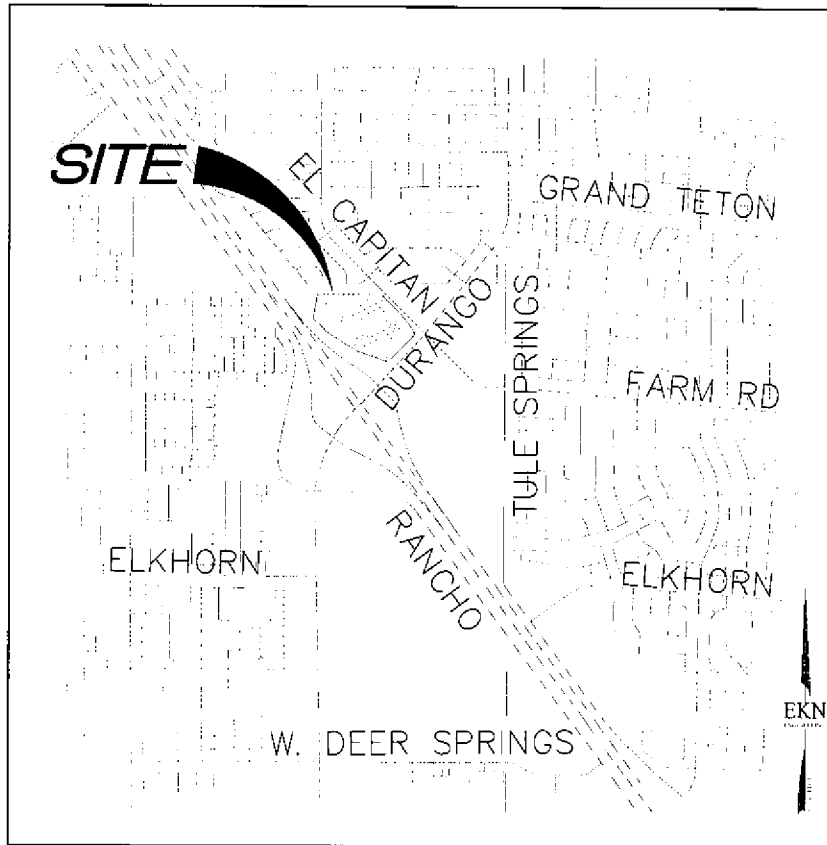 SITE
EL CAPITAN
GRAND TETON
DURANGO
TULE SPRINGS
FARM RD
RANCHO
ELKHORN
ELKHORN
W. DEER SPRINGS
EKN